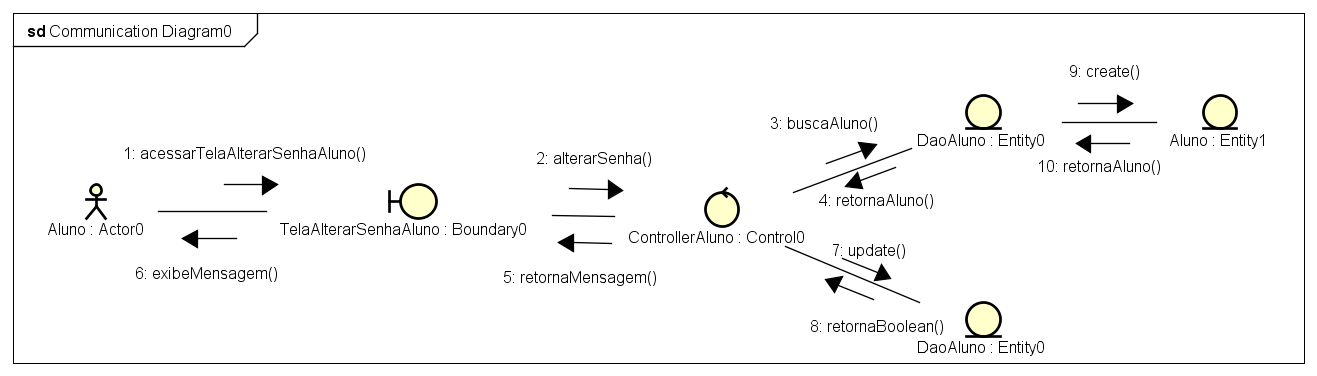 sd Communication Diagram0
9: create()
3: buscaAluno()
DaoAluno : Entity0
Aluno : Entity1
1: acessarTelaAlterarSenhaAluno()
2: alterarSenha()
10: retornaAluno()
4: retornaAluno()
Aluno : Actor0
TelaAlterarSenhaAluno : Boundary0
ControllerAluno : Control0
7: update()
6: exibeMensagem()
5: retornaMensagem()
8: retornaBoolean()
DaoAluno : Entity0